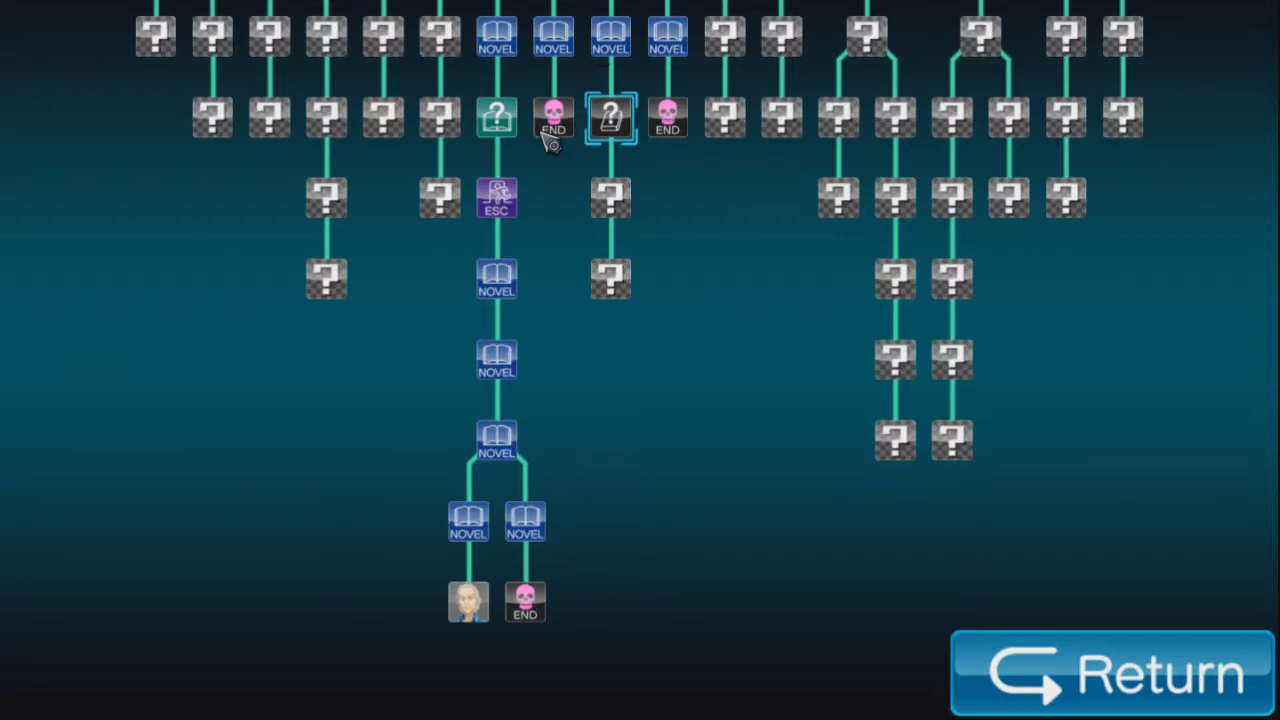 ? ? ? ? ? ? NOVEL NOVEL NOVEL NOVEL ? ? ? ? ? ?
? ? ? ? ? ? END ? END ? ? ? ? ? ? ? ?
? ? ESC ? ? ? ? ? ?
? NOVEL ? ? ?
NOVEL ? ?
NOVEL ? ?
NOVEL NOVEL
END
Return